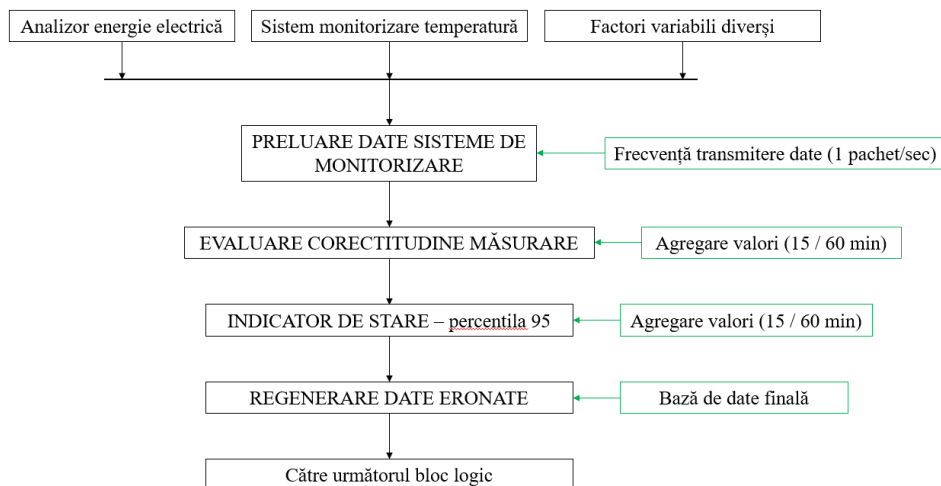 Analizor energie electrică
Sistem monitorizare temperatură
Factori variabili diverși
PRELUARE DATE SISTEME DE
MONITORIZARE
Frecvență transmitere date (1 pachet/sec)
EVALUARE CORECTITUDINE MĂSURARE
Agregare valori (15 / 60 min)
INDICATOR DE STARE – percentila 95
Agregare valori (15 / 60 min)
REGENERARE DATE ERONATE
Bază de date finală
Către următorul bloc logic